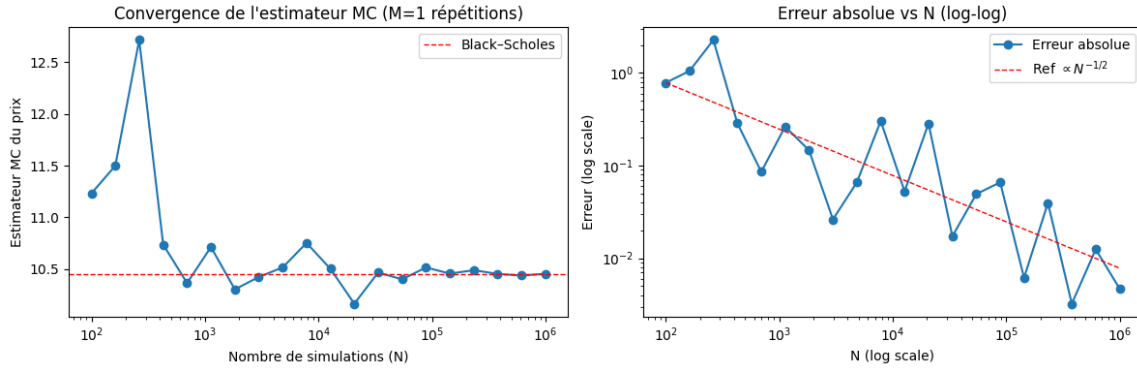 Convergence de l'estimateur MC (M=1 répétitions)
Estimateur MC du prix
12.5
12.0
11.5
11.0
10.5
Black–Scholes
10² 10³ 10⁴ 10⁵ 10⁶
Nombre de simulations (N)
Erreur absolue vs N (log-log)
Erreur (log scale)
10⁰
10⁻¹
10⁻²
Erreur absolue
Ref ∝ N⁻¹/²
10² 10³ 10⁴ 10⁵ 10⁶
N (log scale)